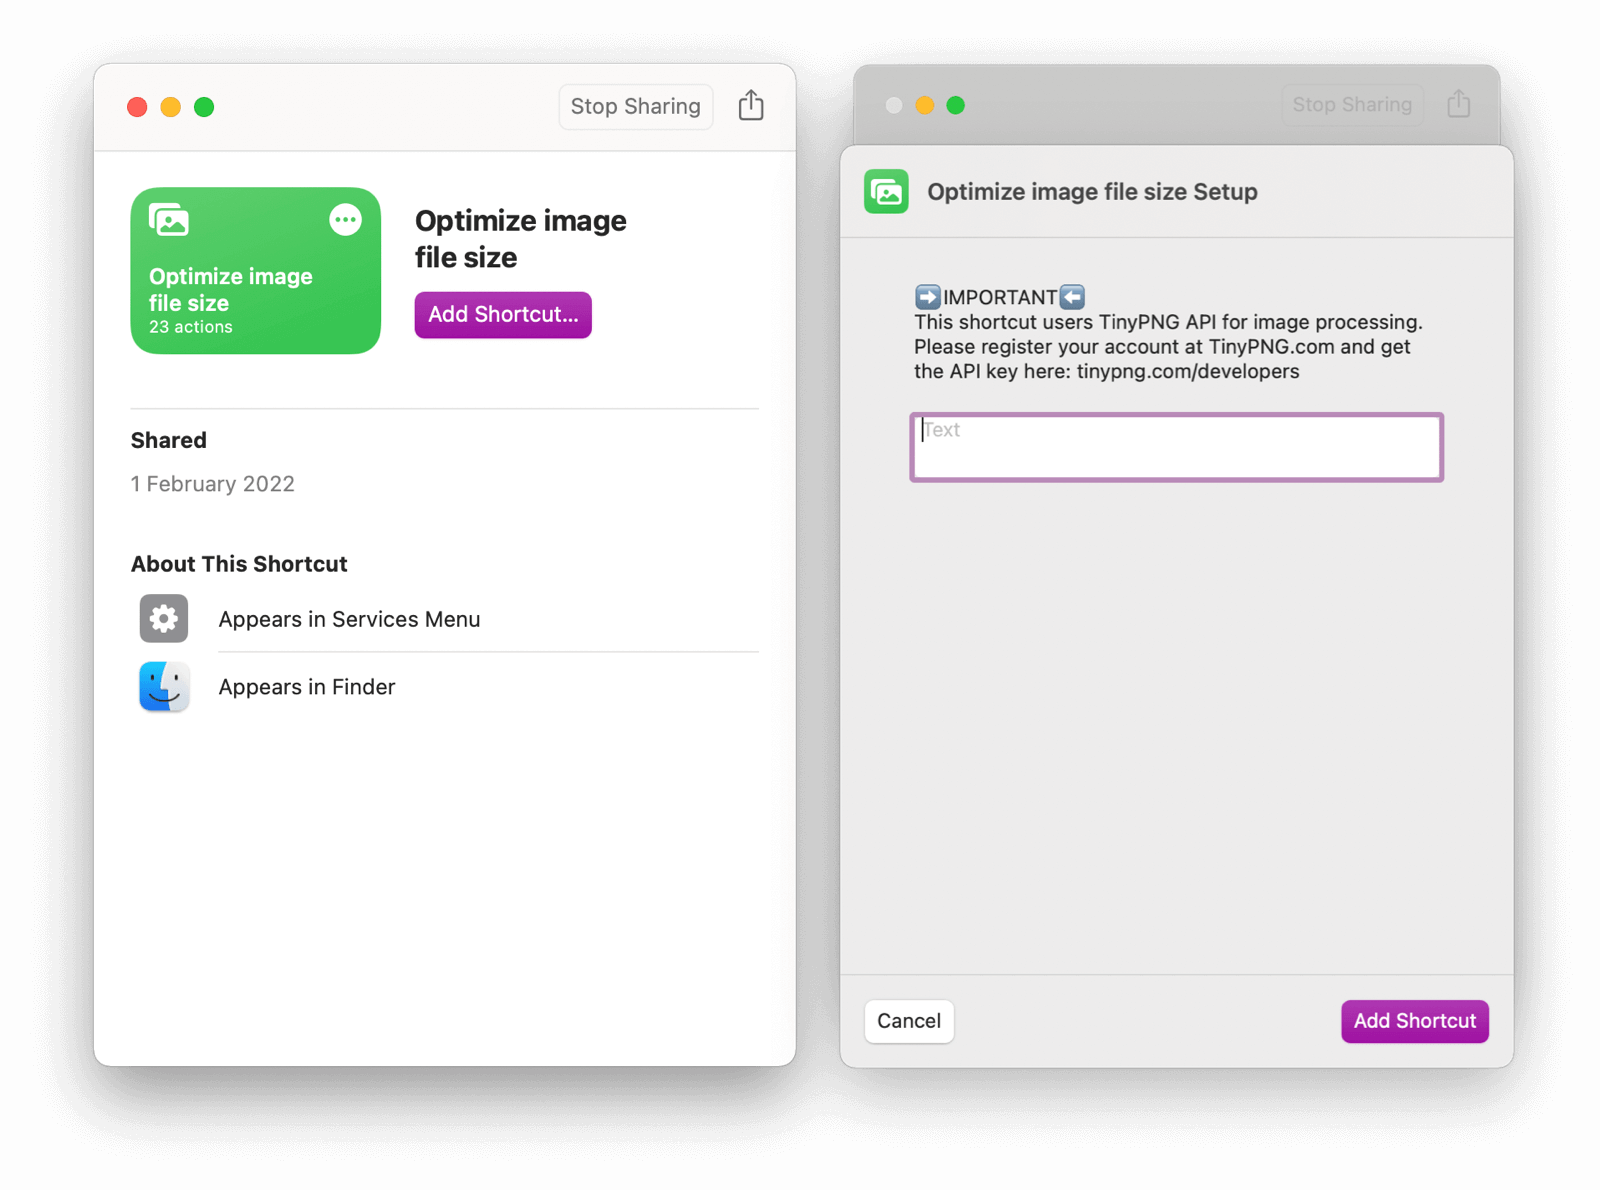 Stop Sharing
Optimize image
file size
23 actions
Optimize image
file size
Add Shortcut...
Shared
1 February 2022
About This Shortcut
Appears in Services Menu
Appears in Finder
Stop Sharing
Optimize image file size Setup
➡️IMPORTANT⬅️
This shortcut users TinyPNG API for image processing.
Please register your account at TinyPNG.com and get
the API key here: tinypng.com/developers
Text
Cancel
Add Shortcut